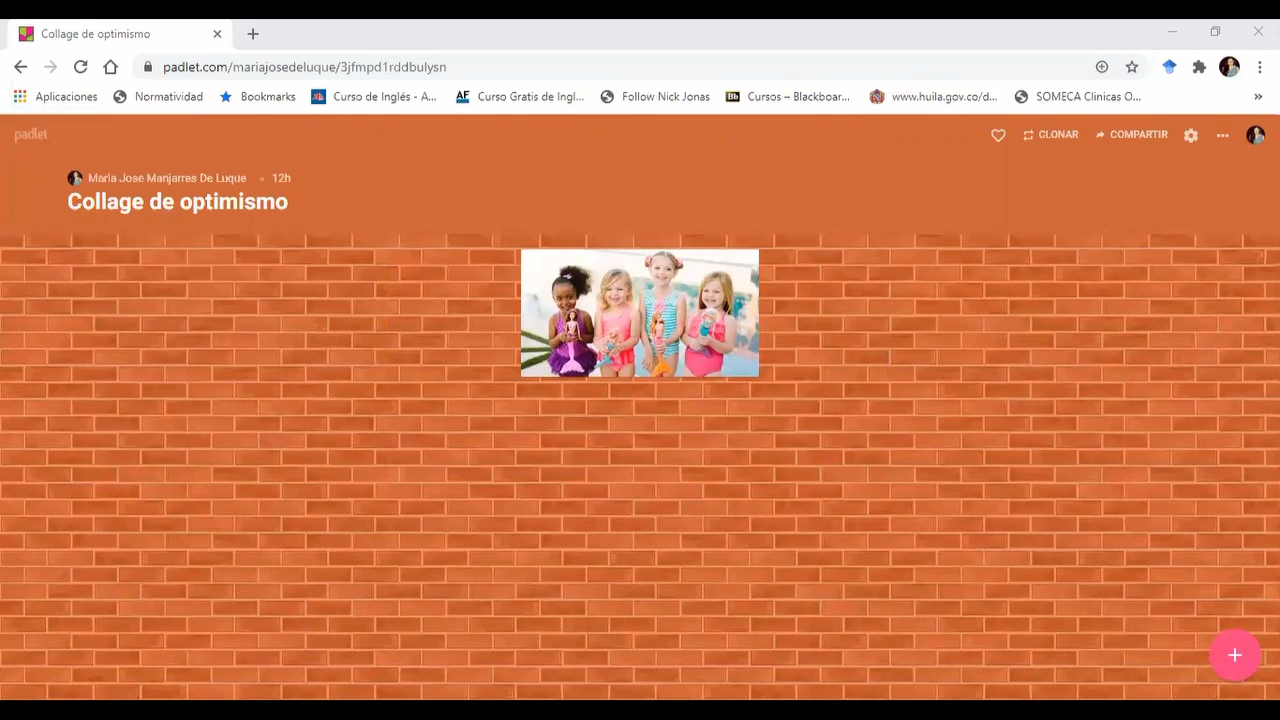 Collage de optimismo
padlet.com/mariajosedeluque/3jfmpd1rddbulysn
Aplicaciones Normatividad Bookmarks Curso de Inglés - A... Curso Gratis de Ingl... Follow Nick Jonas Cursos – Blackboar... www.huila.gov.co/d... SOMECA Clinicas O...
padlet CLONAR COMPARTIR
Maria Jose Manjarres De Luque 12h
Collage de optimismo